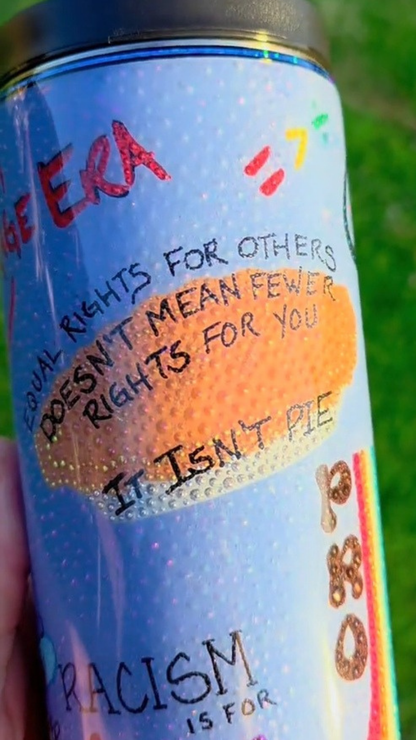 ERA
EQUAL RIGHTS FOR OTHERS
DOESN'T MEAN FEWER
RIGHTS FOR YOU
IT ISN'T PIE
PRO
RACISM
IS FOR